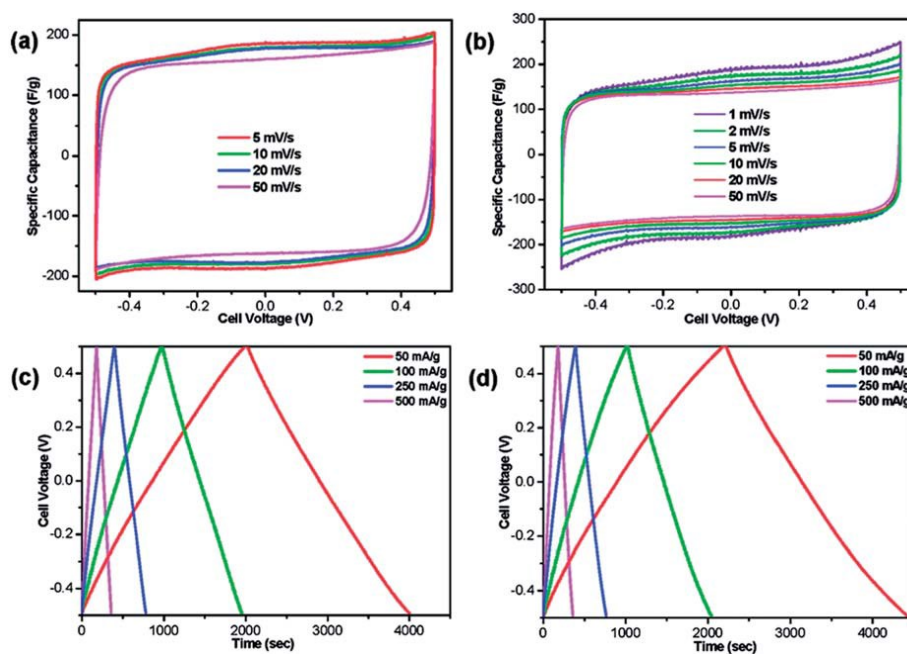 (a)
Specific Capacitance (F/g)
200
100
0
-100
-200
5 mV/s
10 mV/s
20 mV/s
50 mV/s
-0.4
-0.2
0.0
0.2
0.4
Cell Voltage (V)
(b)
Specific Capacitance (F/g)
300
200
100
0
-100
-200
-300
1 mV/s
2 mV/s
5 mV/s
10 mV/s
20 mV/s
50 mV/s
-0.4
-0.2
0.0
0.2
0.4
Cell Voltage (V)
(c)
Cell Voltage (V)
0.4
0.2
0.0
-0.2
-0.4
50 mA/g
100 mA/g
250 mA/g
500 mA/g
0
1000
2000
3000
4000
Time (sec)
(d)
Cell Voltage (V)
0.4
0.2
0.0
-0.2
-0.4
50 mA/g
100 mA/g
250 mA/g
500 mA/g
0
1000
2000
3000
4000
Time (sec)